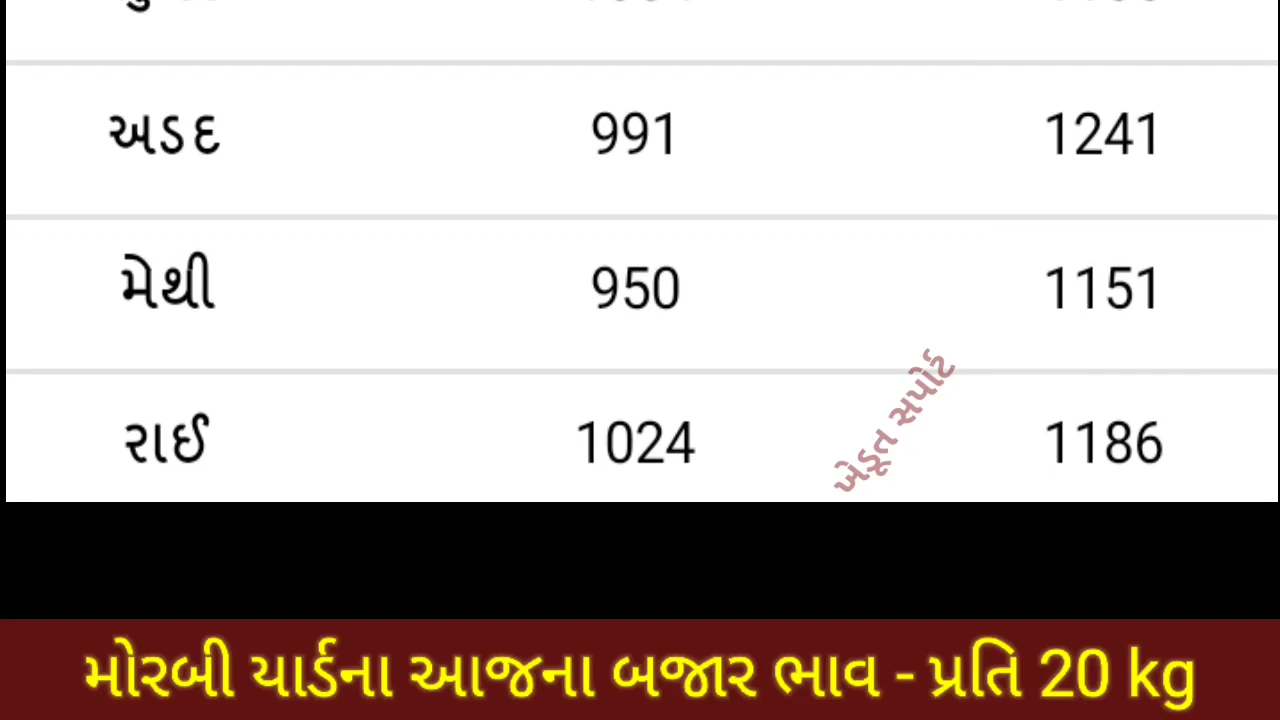 અડદ 991 1241
મેથી 950 1151
રાઈ 1024 1186
ખેડૂત સપોર્ટ
મોરબી યાર્ડના આજના બજાર ભાવ - પ્રતિ 20 kg